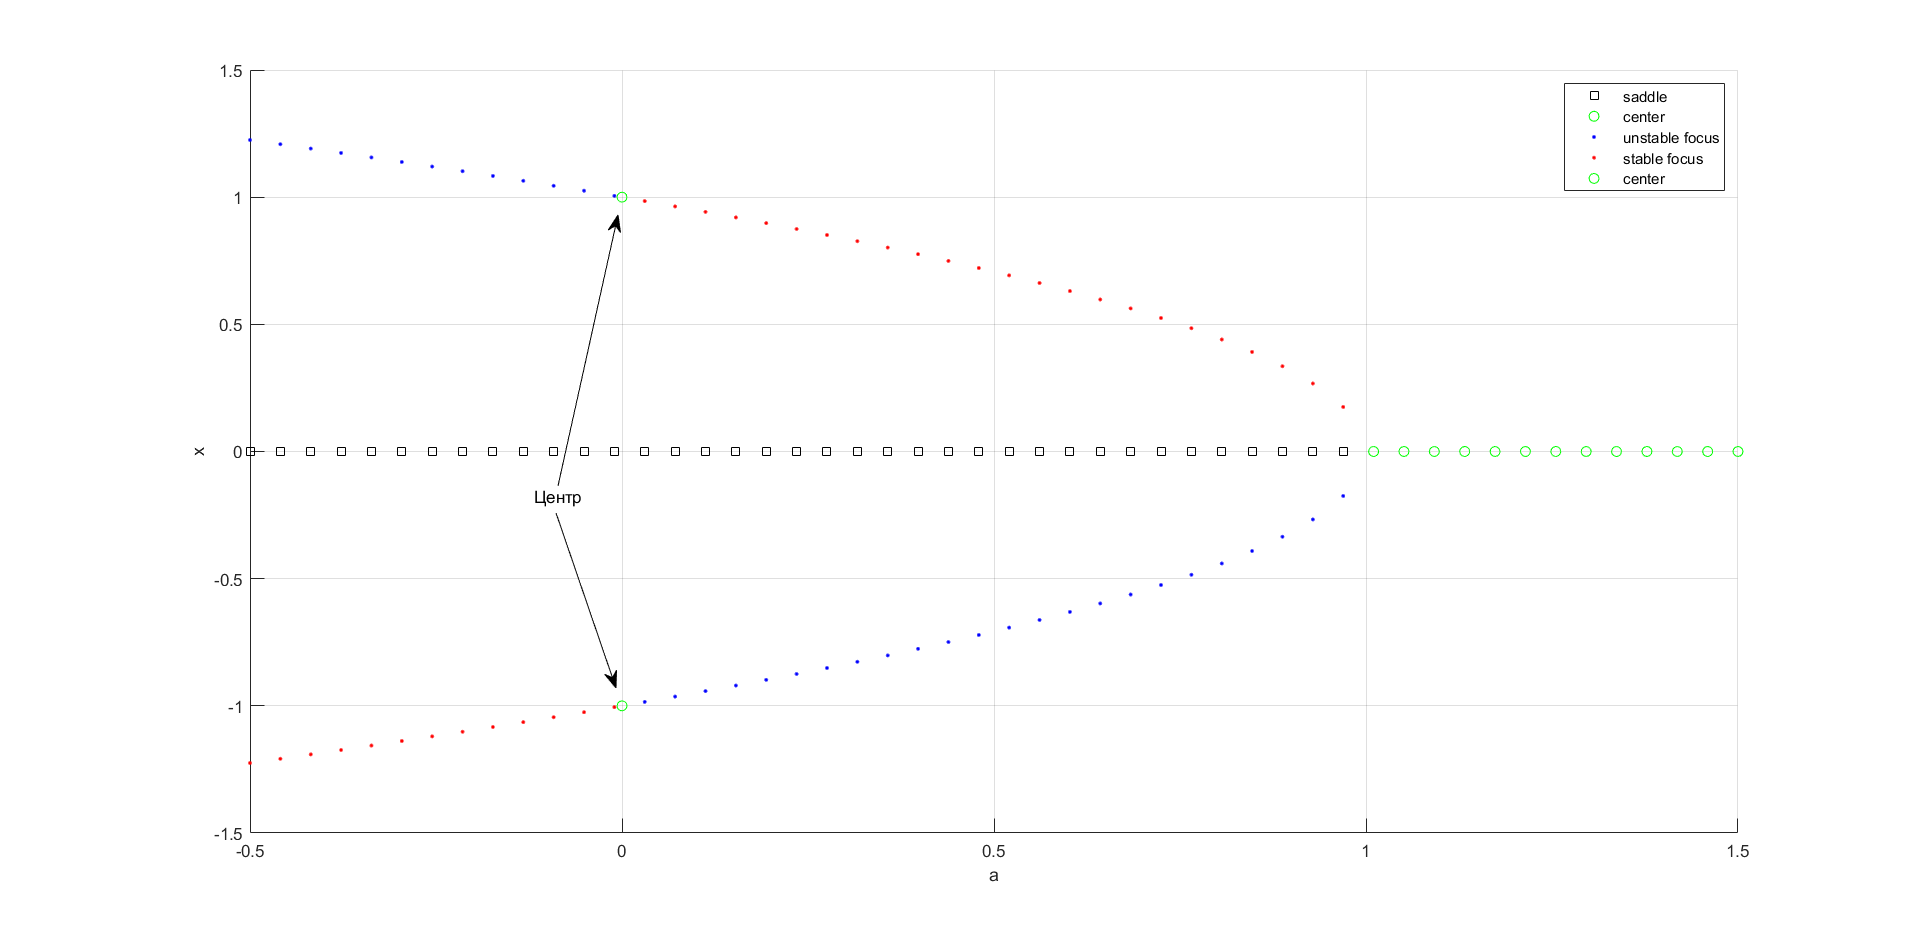 1.5
saddle
center
unstable focus
stable focus
center
1
0.5
x
0
Центр
-0.5
-1
-1.5
-0.5
0
0.5
1
1.5
a